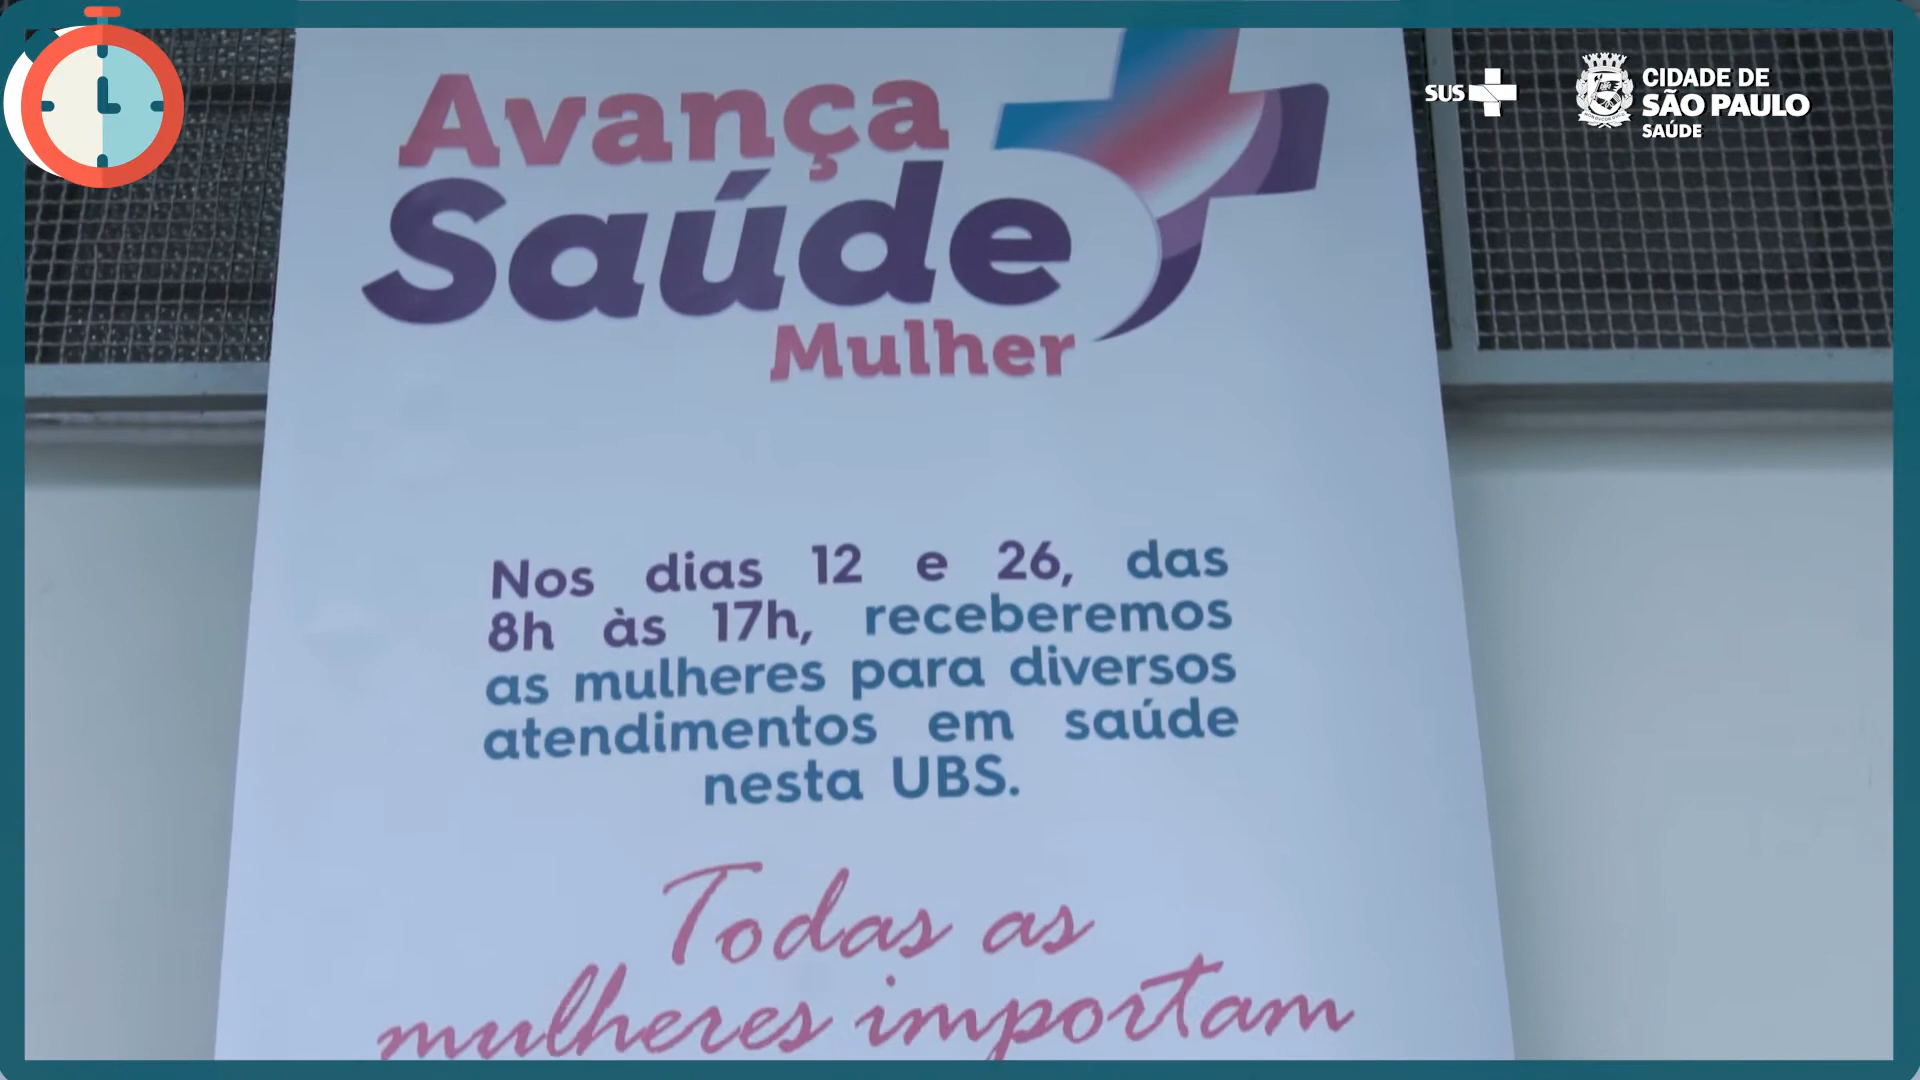 Avança
Saúde
Mulher
SUS
CIDADE DE
SÃO PAULO
SAÚDE
Nos dias 12 e 26, das
8h às 17h, receberemos
as mulheres para diversos
atendimentos em saúde
nesta UBS.
Todas as
mulheres importam